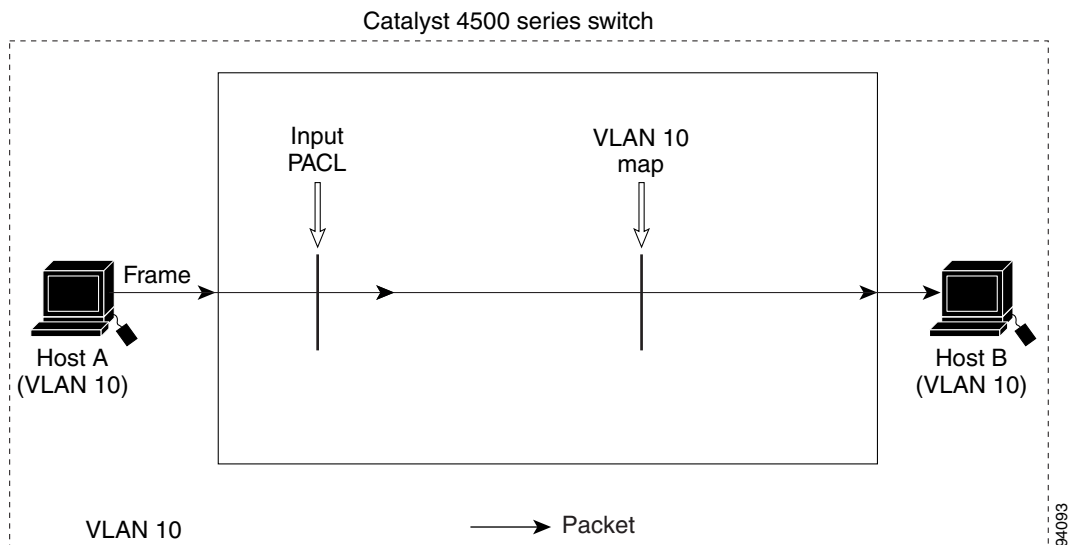 Catalyst 4500 series switch
Input
PACL
VLAN 10
map
Frame
Host A
(VLAN 10)
Host B
(VLAN 10)
VLAN 10
Packet
94093